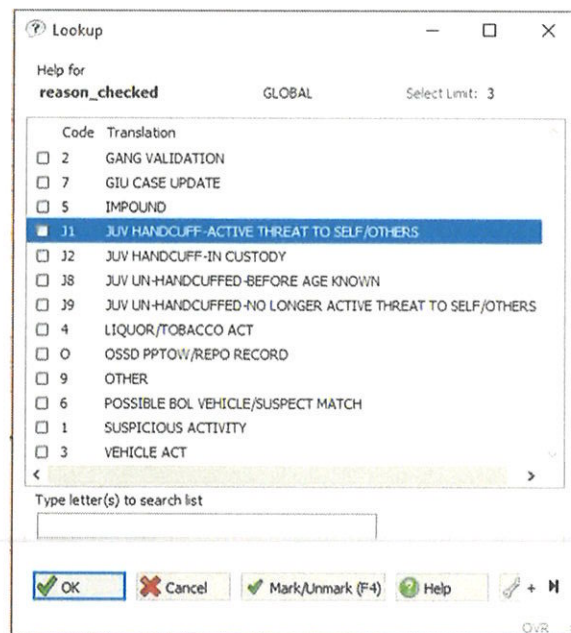 Lookup
Help for
reason_checked GLOBAL Select Limit: 3
Code Translation
2 GANG VALIDATION
7 GIU CASE UPDATE
5 IMPOUND
J1 JUV HANDCUFF-ACTIVE THREAT TO SELF/OTHERS
J2 JUV HANDCUFF-IN CUSTODY
J8 JUV UN-HANDCUFFED-BEFORE AGE KNOWN
J9 JUV UN-HANDCUFFED-NO LONGER ACTIVE THREAT TO SELF/OTHERS
4 LIQUOR/TOBACCO ACT
O OSSD PPTOW/REPO RECORD
9 OTHER
6 POSSIBLE BOL VEHICLE/SUSPECT MATCH
1 SUSPICIOUS ACTIVITY
3 VEHICLE ACT
Type letter(s) to search list
OK Cancel Mark/Unmark (F4) Help +
OVR